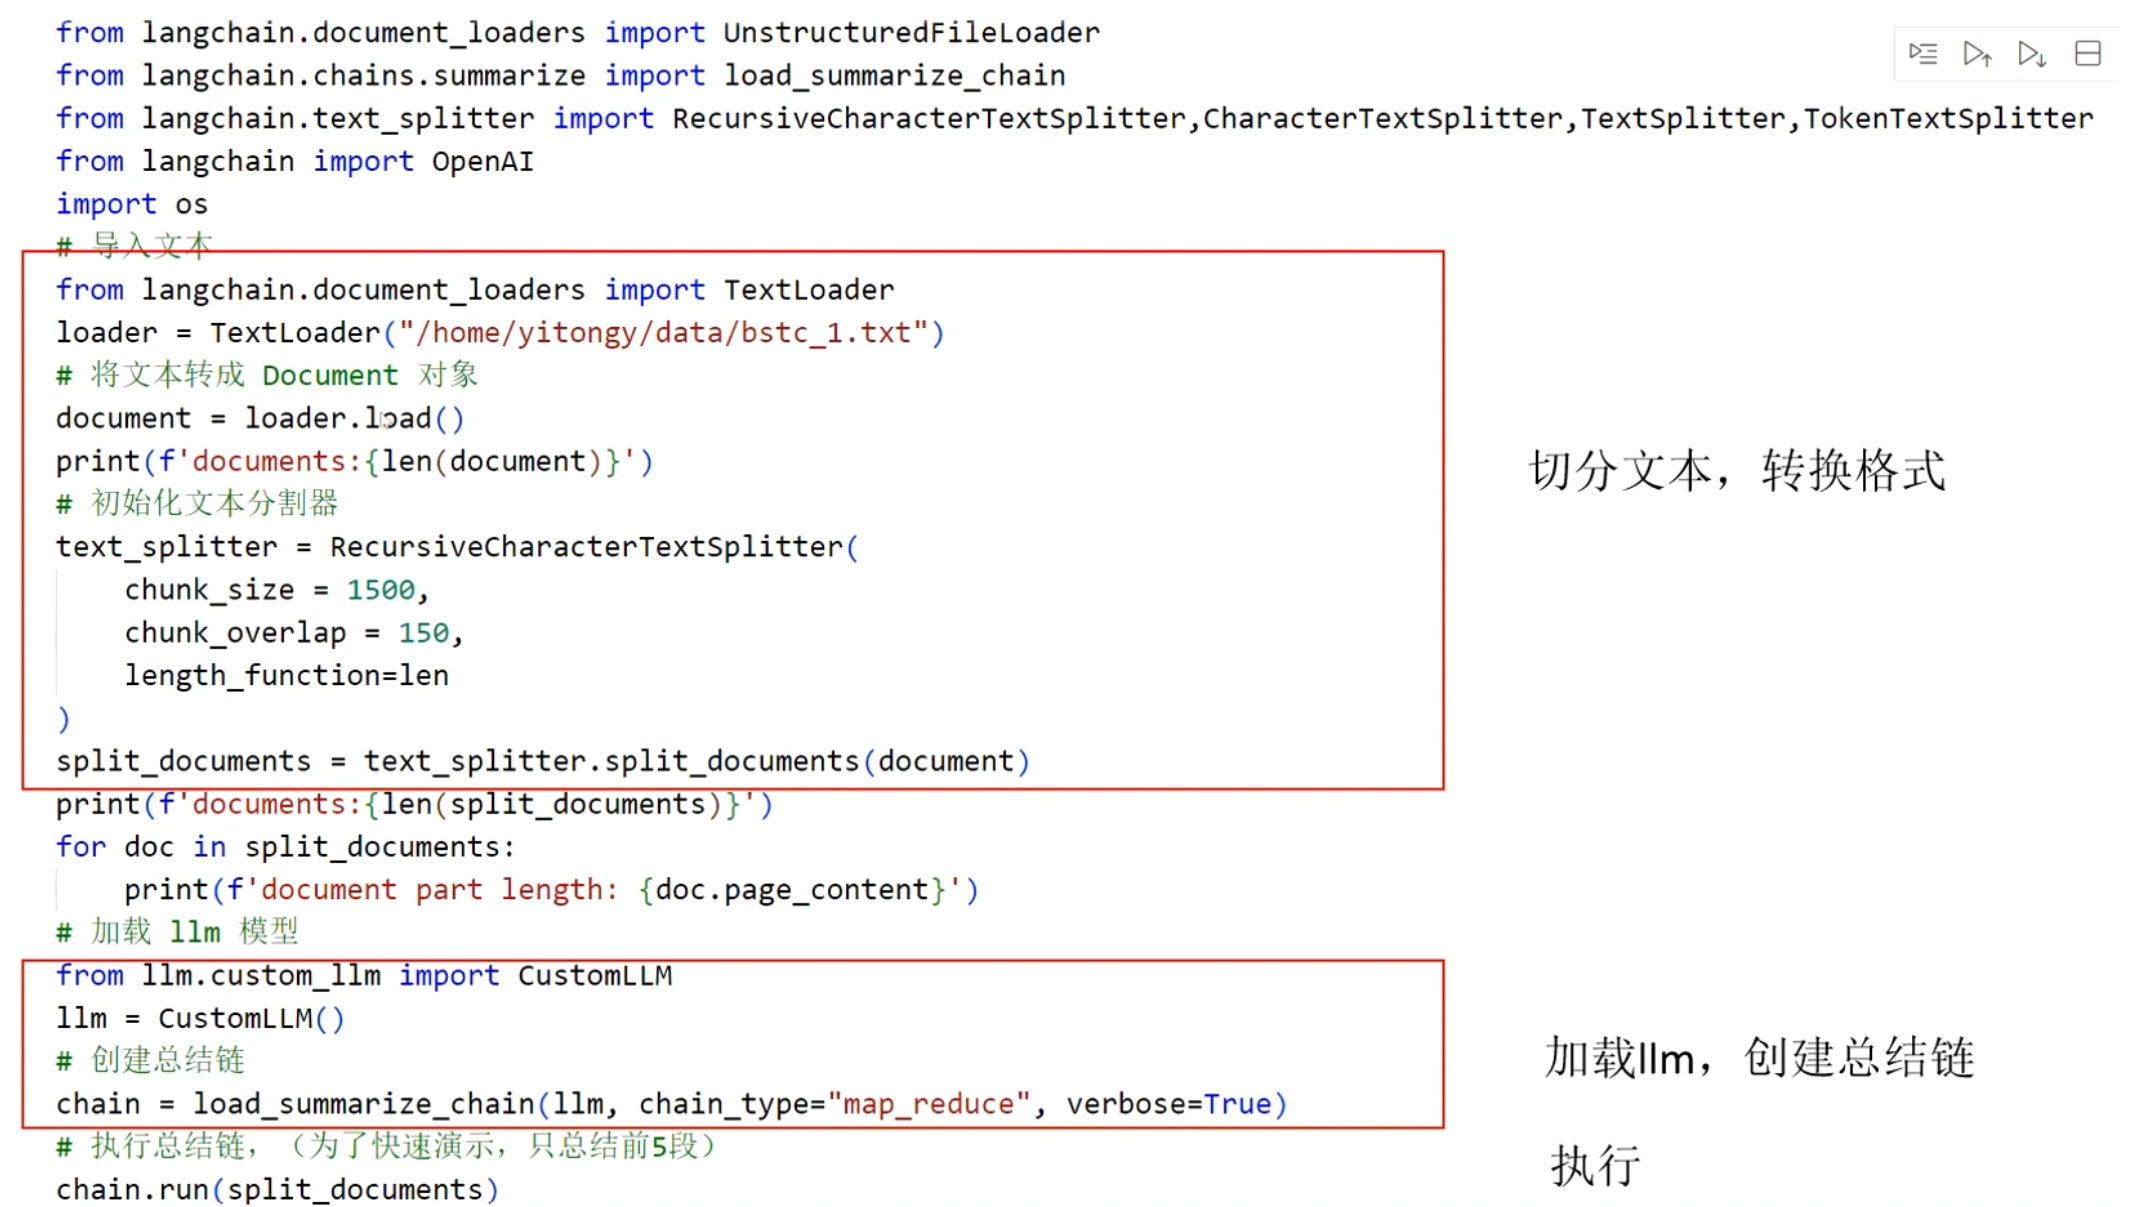 from langchain.document_loaders import UnstructuredFileLoader
from langchain.chains.summarize import load_summarize_chain
from langchain.text_splitter import RecursiveCharacterTextSplitter,CharacterTextSplitter,TextSplitter,TokenTextSplitter
from langchain import OpenAI
import os
# 导入文本
from langchain.document_loaders import TextLoader
loader = TextLoader("/home/yitongy/data/bstc_1.txt")
# 将文本转成 Document 对象
document = loader.load()
print(f'documents:{len(document)}')
# 初始化文本分割器
text_splitter = RecursiveCharacterTextSplitter(
    chunk_size = 1500,
    chunk_overlap = 150,
    length_function=len
)
split_documents = text_splitter.split_documents(document)
切分文本，转换格式
print(f'documents:{len(split_documents)}')
for doc in split_documents:
    print(f'document part length: {doc.page_content}')
# 加载 llm 模型
from llm.custom_llm import CustomLLM
llm = CustomLLM()
# 创建总结链
chain = load_summarize_chain(llm, chain_type="map_reduce", verbose=True)
加载llm，创建总结链
# 执行总结链，（为了快速演示，只总结前5段）
chain.run(split_documents)
执行